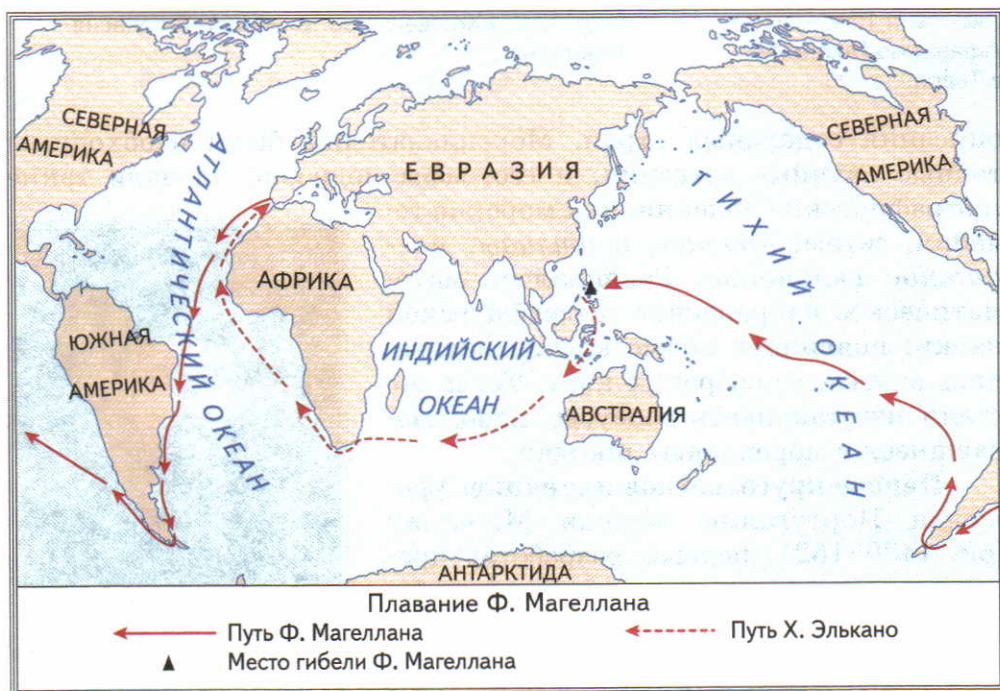 СЕВЕРНАЯ
АМЕРИКА
АТЛАНТИЧЕСКИЙ ОКЕАН
ЕВРАЗИЯ
ТИХИЙ ОКЕАН
СЕВЕРНАЯ
АМЕРИКА
АФРИКА
ЮЖНАЯ
АМЕРИКА
ИНДИЙСКИЙ
ОКЕАН
АВСТРАЛИЯ
АНТАРКТИДА
Плавание Ф. Магеллана
Путь Ф. Магеллана
Путь Х. Элькано
Место гибели Ф. Магеллана